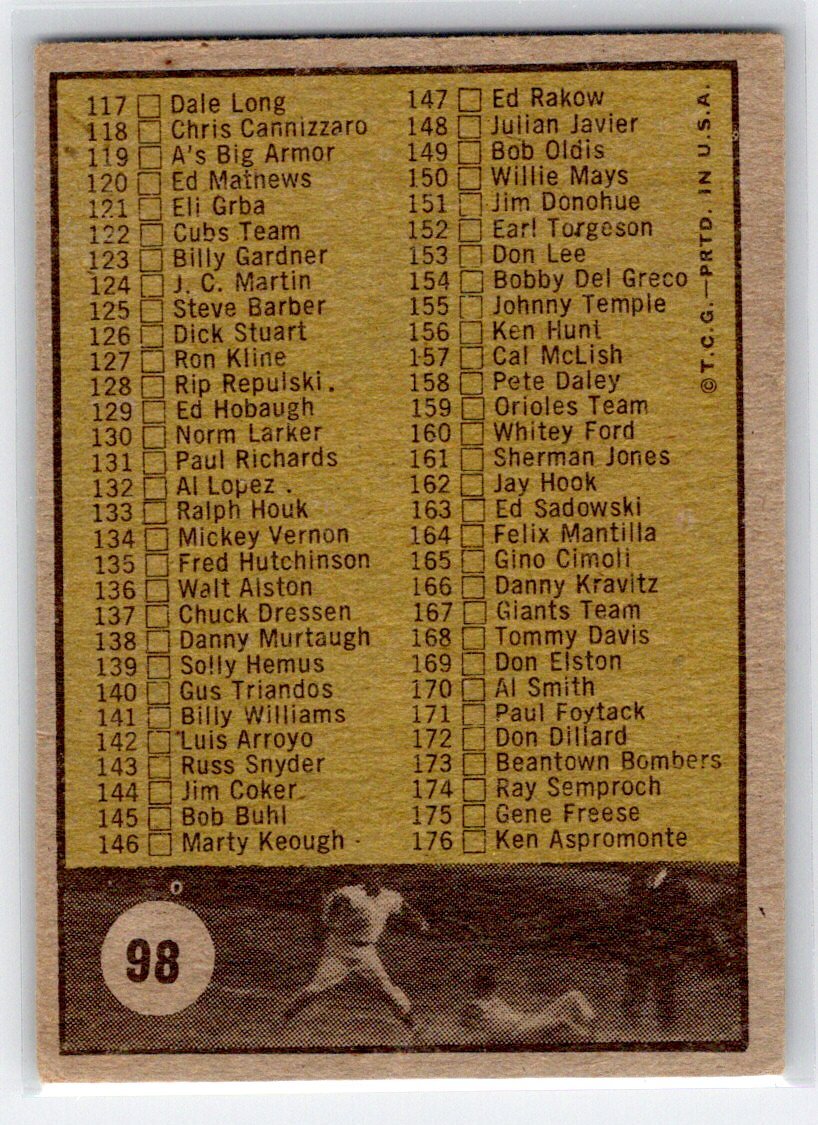 117 Dale Long
118 Chris Cannizzaro
119 A's Big Armor
120 Ed Mathews
121 Eli Grba
122 Cubs Team
123 Billy Gardner
124 J. C. Martin
125 Steve Barber
126 Dick Stuart
127 Ron Kline
128 Rip Repulski.
129 Ed Hobaugh
130 Norm Larker
131 Paul Richards
132 Al Lopez .
133 Ralph Houk
134 Mickey Vernon
135 Fred Hutchinson
136 Walt Alston
137 Chuck Dressen
138 Danny Murtaugh
139 Solly Hemus
140 Gus Triandos
141 Billy Williams
142 Luis Arroyo
143 Russ Snyder
144 Jim Coker
145 Bob Buhl
146 Marty Keough
147 Ed Rakow
148 Julian Javier
149 Bob Oldis
150 Willie Mays
151 Jim Donohue
152 Earl Torgeson
153 Don Lee
154 Bobby Del Greco
155 Johnny Temple
156 Ken Hunt
157 Cal McLish
158 Pete Daley
159 Orioles Team
160 Whitey Ford
161 Sherman Jones
162 Jay Hook
163 Ed Sadowski
164 Felix Mantilla
165 Gino Cimoli
166 Danny Kravitz
167 Giants Team
168 Tommy Davis
169 Don Elston
170 Al Smith
171 Paul Foytack
172 Don Dillard
173 Beantown Bombers
174 Ray Semproch
175 Gene Freese
176 Ken Aspromonte
© T.C.G.—PRTD. IN U.S.A.
98